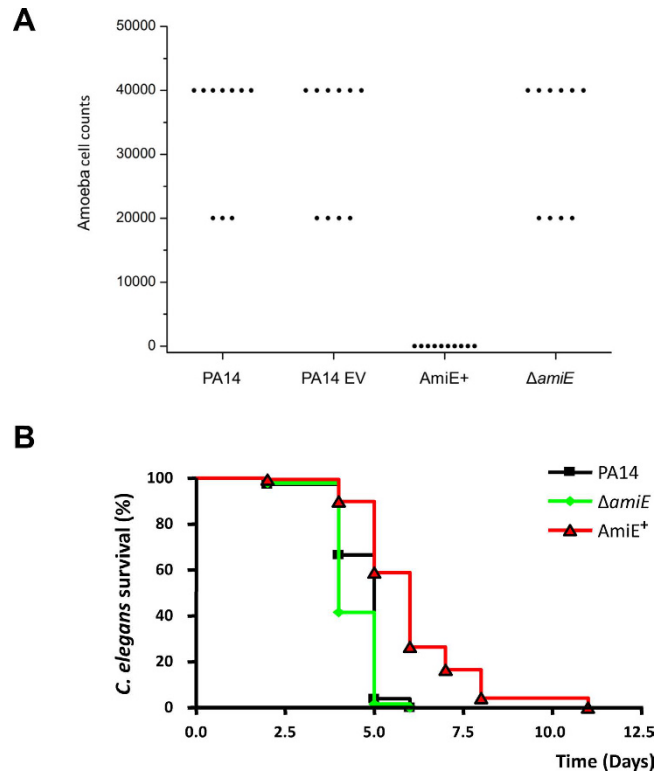 A
50000
40000
30000
20000
10000
0
Amoeba cell counts
PA14 PA14 EV AmiE+ ΔamiE
B
100
80
60
40
20
0
C. elegans survival (%)
PA14
ΔamiE
AmiE+
0.0 2.5 5.0 7.5 10.0 12.5
Time (Days)